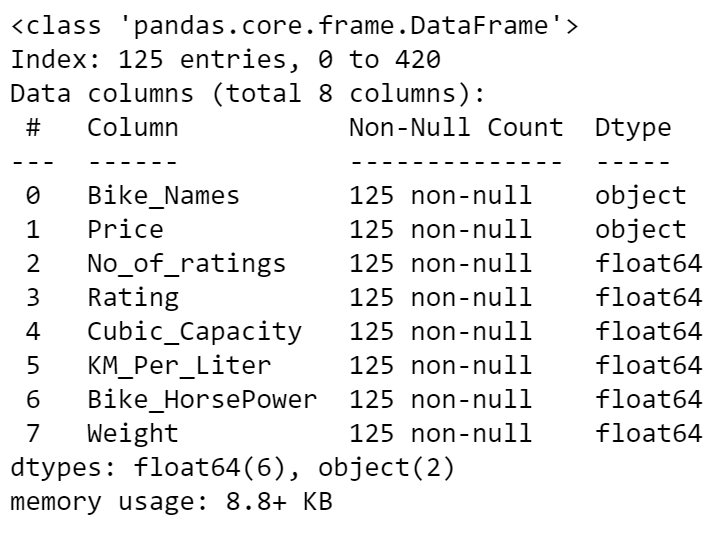 <class 'pandas.core.frame.DataFrame'>
Index: 125 entries, 0 to 420
Data columns (total 8 columns):
 #   Column           Non-Null Count  Dtype
---  ------           --------------  -----
 0   Bike_Names       125 non-null    object
 1   Price            125 non-null    object
 2   No_of_ratings    125 non-null    float64
 3   Rating           125 non-null    float64
 4   Cubic_Capacity   125 non-null    float64
 5   KM_Per_Liter     125 non-null    float64
 6   Bike_HorsePower  125 non-null    float64
 7   Weight           125 non-null    float64
dtypes: float64(6), object(2)
memory usage: 8.8+ KB